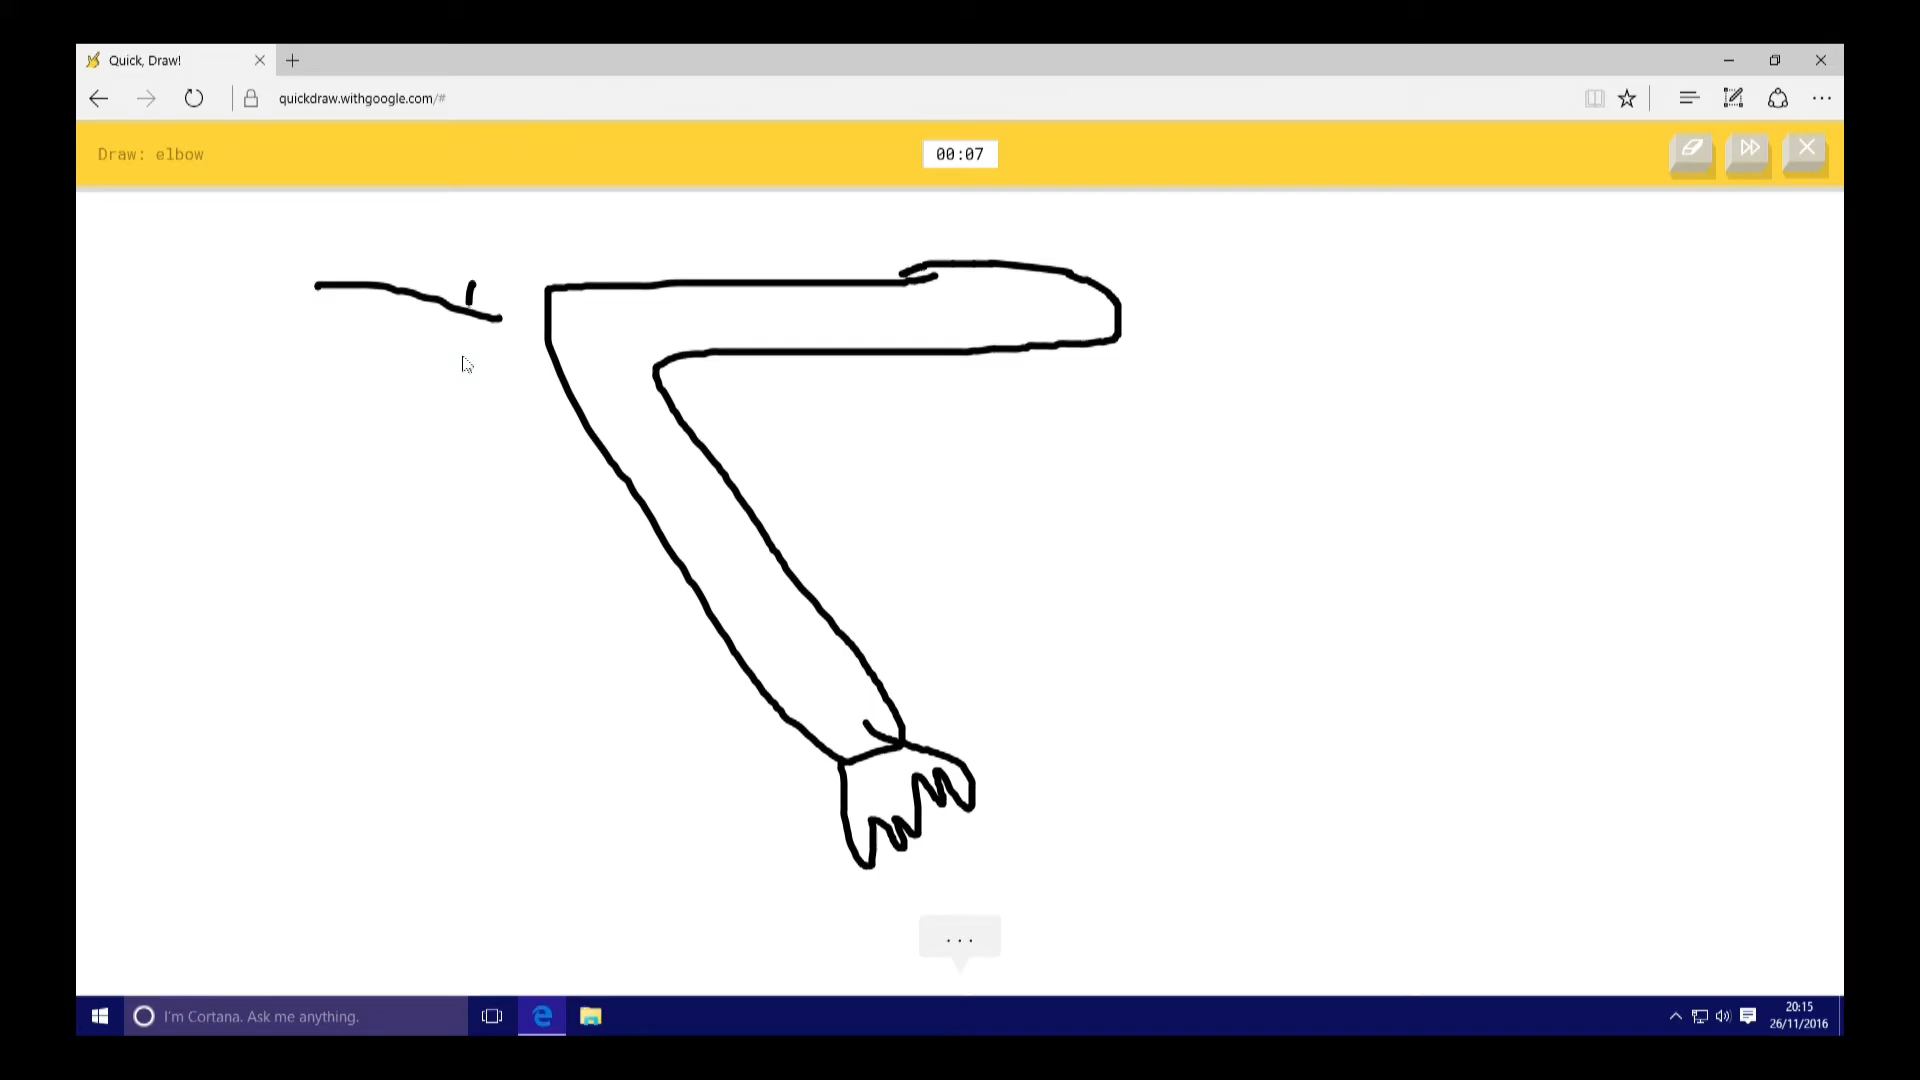 Quick, Draw!
quickdraw.withgoogle.com/#
Draw: elbow
00:07
...
I'm Cortana. Ask me anything.
20:15
26/11/2016